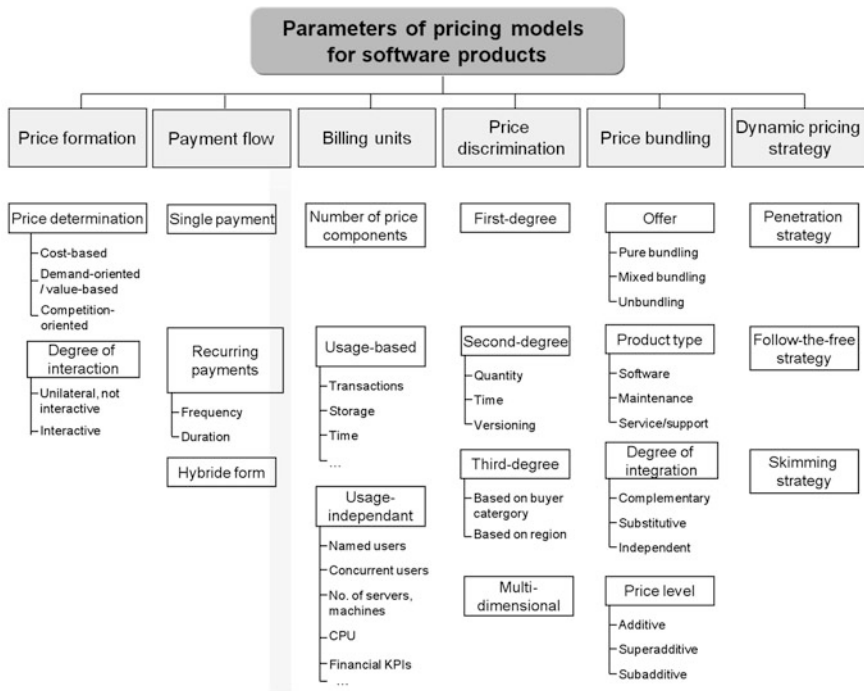 Parameters of pricing models
for software products
Price formation
Payment flow
Billing units
Price
discrimination
Price bundling
Dynamic pricing
strategy
Price determination
Cost-based
Demand-oriented
/ value-based
Competition-
oriented
Degree of
interaction
Unilateral, not
interactive
Interactive
Single payment
Recurring
payments
Frequency
Duration
Hybride form
Number of price
components
Usage-based
Transactions
Storage
Time
...
Usage-
independant
Named users
Concurrent users
No. of servers,
machines
CPU
Financial KPIs
...
First-degree
Second-degree
Quantity
Time
Versioning
Third-degree
Based on buyer
catergory
Based on region
Multi-
dimensional
Offer
Pure bundling
Mixed bundling
Unbundling
Product type
Software
Maintenance
Service/support
Degree of
integration
Complementary
Substitutive
Independent
Price level
Additive
Superadditive
Subadditive
Penetration
strategy
Follow-the-free
strategy
Skimming
strategy